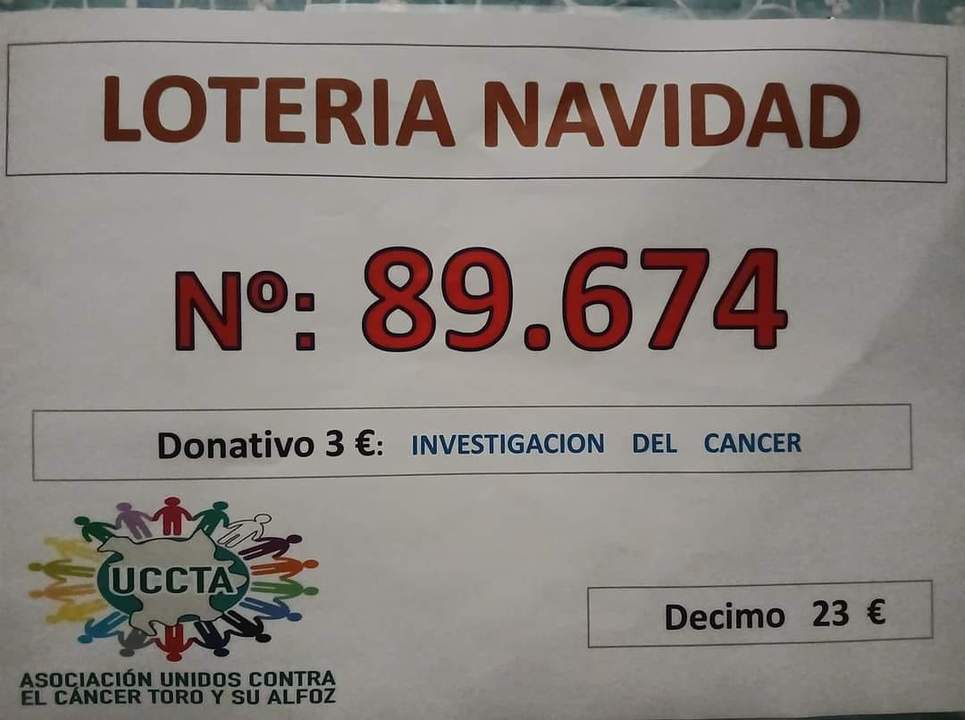 LOTERIA NAVIDAD
Nº: 89.674
Donativo 3 €: INVESTIGACION DEL CANCER
UCCTA
Decimo 23 €
ASOCIACIÓN UNIDOS CONTRA
EL CÁNCER TORO Y SU ALFOZ